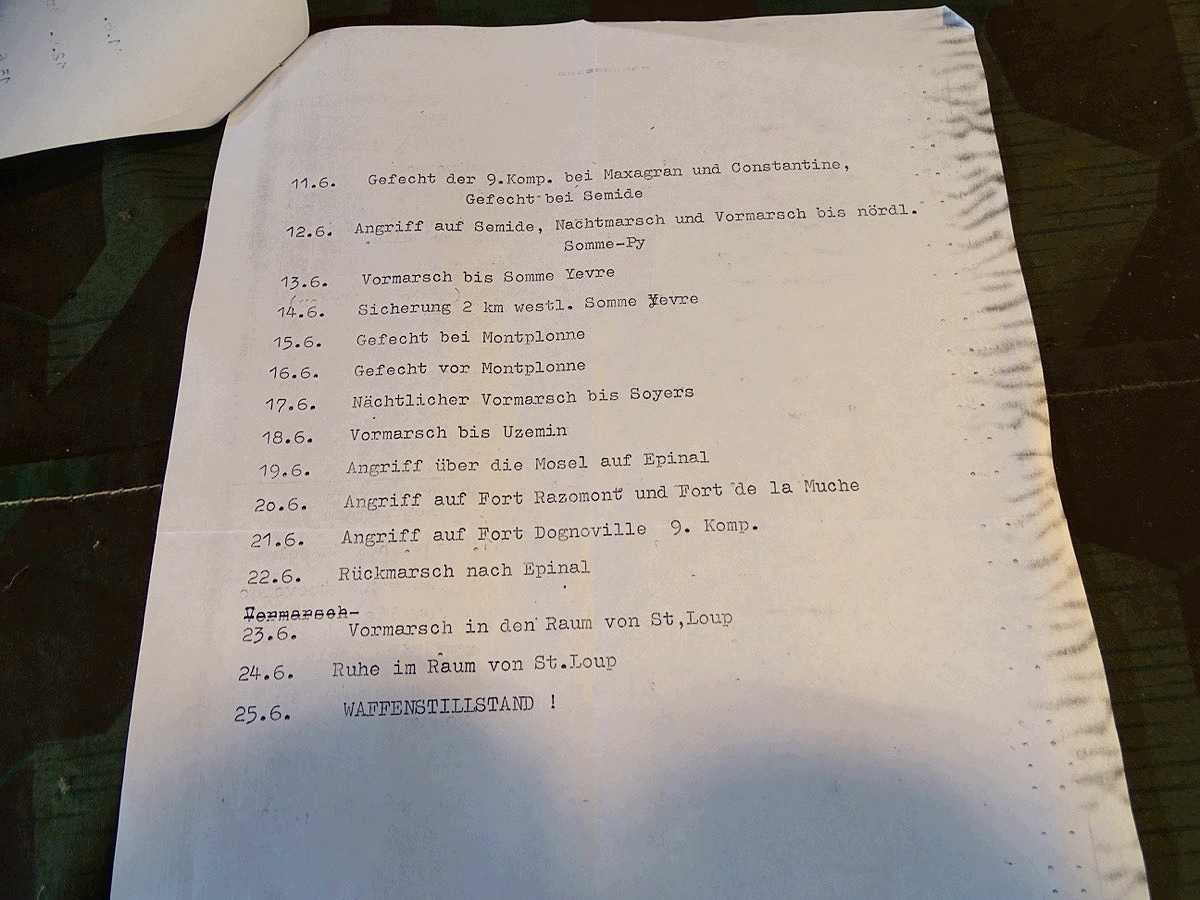 11.6. Gefecht der 9.Komp. bei Maxagran und Constantine,
Gefecht bei Semide
12.6. Angriff auf Semide, Nachtmarsch und Vormarsch bis nördl.
Somme-Py
13.6. Vormarsch bis Somme Yevre
14.6. Sicherung 2 km westl. Somme Yevre
15.6. Gefecht bei Montplonne
16.6. Gefecht vor Montplonne
17.6. Nächtlicher Vormarsch bis Soyers
18.6. Vormarsch bis Uzemin
19.6. Angriff über die Mosel auf Epinal
20.6. Angriff auf Fort Razomont und Fort de la Muche
21.6. Angriff auf Fort Dognoville 9. Komp.
22.6. Rückmarsch nach Epinal
Vormarsch-
23.6. Vormarsch in den Raum von St,Loup
24.6. Ruhe im Raum von St.Loup
25.6. WAFFENSTILLSTAND !